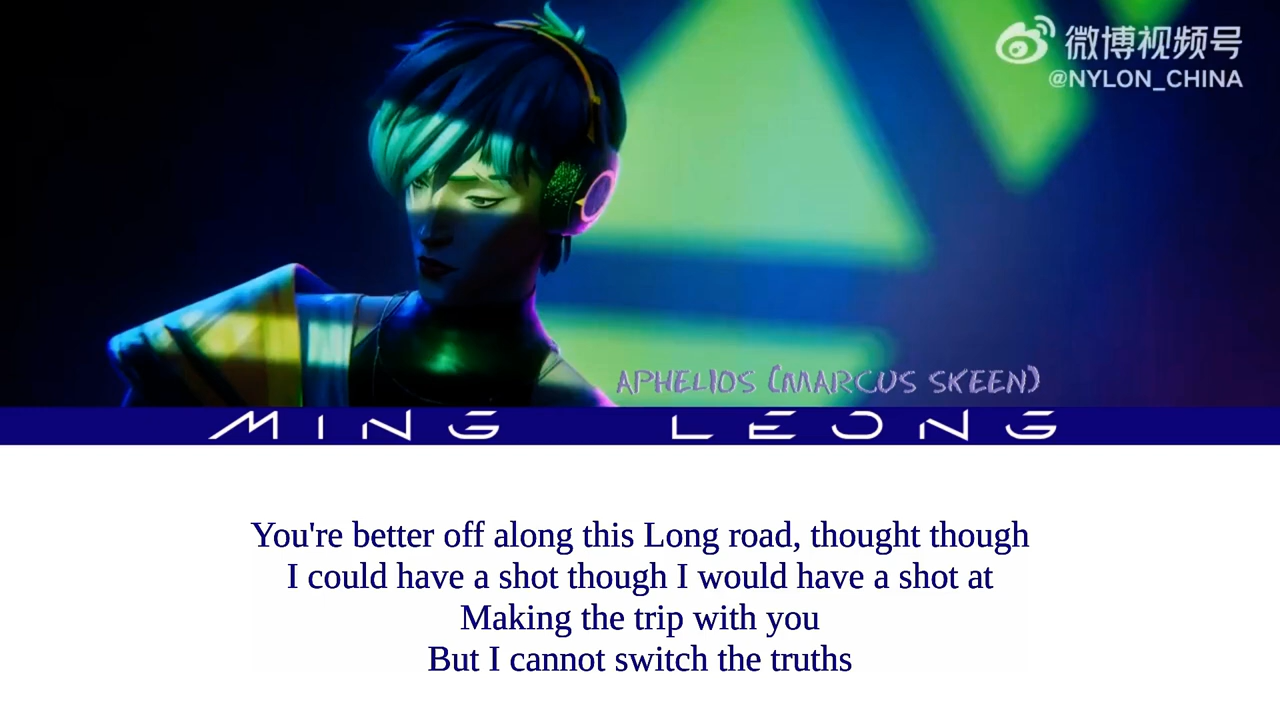 微博视频号
@NYLON_CHINA
APHELIOS (MARCUS SKEEN)
MING LEONG
You're better off along this Long road, thought though
I could have a shot though I would have a shot at
Making the trip with you
But I cannot switch the truths